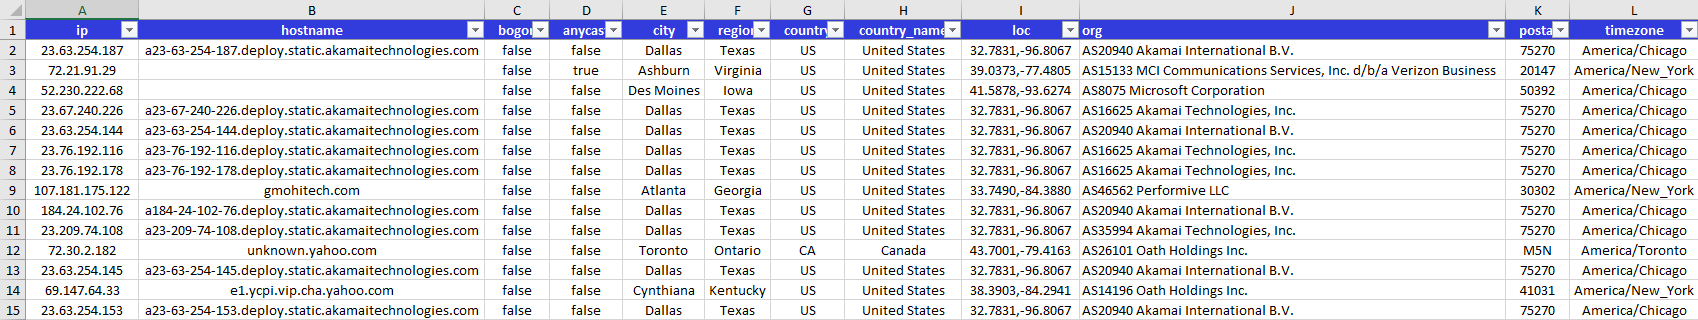 A B C D E F G H I J K L
1 ip hostname bogo anycas city region country country_name loc org posta timezone
2 23.63.254.187 a23-63-254-187.deploy.static.akamaitechnologies.com false false Dallas Texas US United States 32.7831,-96.8067 AS20940 Akamai International B.V. 75270 America/Chicago
3 72.21.91.29 false true Ashburn Virginia US United States 39.0373,-77.4805 AS15133 MCI Communications Services, Inc. d/b/a Verizon Business 20147 America/New_York
4 52.230.222.68 false false Des Moines Iowa US United States 41.5878,-93.6274 AS8075 Microsoft Corporation 50392 America/Chicago
5 23.67.240.226 a23-67-240-226.deploy.static.akamaitechnologies.com false false Dallas Texas US United States 32.7831,-96.8067 AS16625 Akamai Technologies, Inc. 75270 America/Chicago
6 23.63.254.144 a23-63-254-144.deploy.static.akamaitechnologies.com false false Dallas Texas US United States 32.7831,-96.8067 AS20940 Akamai International B.V. 75270 America/Chicago
7 23.76.192.116 a23-76-192-116.deploy.static.akamaitechnologies.com false false Dallas Texas US United States 32.7831,-96.8067 AS16625 Akamai Technologies, Inc. 75270 America/Chicago
8 23.76.192.178 a23-76-192-178.deploy.static.akamaitechnologies.com false false Dallas Texas US United States 32.7831,-96.8067 AS16625 Akamai Technologies, Inc. 75270 America/Chicago
9 107.181.175.122 gmohitech.com false false Atlanta Georgia US United States 33.7490,-84.3880 AS46562 Performive LLC 30302 America/New_York
10 184.24.102.76 a184-24-102-76.deploy.static.akamaitechnologies.com false false Dallas Texas US United States 32.7831,-96.8067 AS20940 Akamai International B.V. 75270 America/Chicago
11 23.209.74.108 a23-209-74-108.deploy.static.akamaitechnologies.com false false Dallas Texas US United States 32.7831,-96.8067 AS35994 Akamai Technologies, Inc. 75270 America/Chicago
12 72.30.2.182 unknown.yahoo.com false false Toronto Ontario CA Canada 43.7001,-79.4163 AS26101 Oath Holdings Inc. M5N America/Toronto
13 23.63.254.145 a23-63-254-145.deploy.static.akamaitechnologies.com false false Dallas Texas US United States 32.7831,-96.8067 AS20940 Akamai International B.V. 75270 America/Chicago
14 69.147.64.33 e1.ycpi.vip.cha.yahoo.com false false Cynthiana Kentucky US United States 38.3903,-84.2941 AS14196 Oath Holdings Inc. 41031 America/New_York
15 23.63.254.153 a23-63-254-153.deploy.static.akamaitechnologies.com false false Dallas Texas US United States 32.7831,-96.8067 AS20940 Akamai International B.V. 75270 America/Chicago